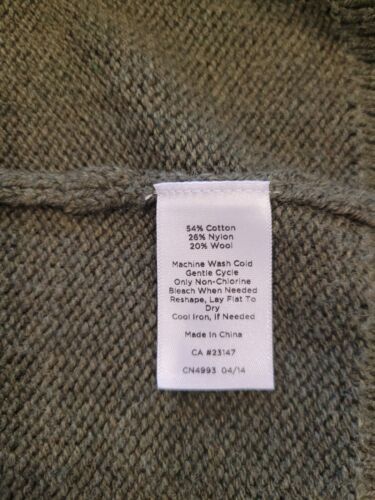 54% Cotton
26% Nylon
20% Wool
Machine Wash Cold
Gentle Cycle
Only Non-Chlorine
Bleach When Needed
Reshape, Lay Flat To
Dry
Cool Iron, if Needed
Made In China
CA #23147
CN4993 04/14